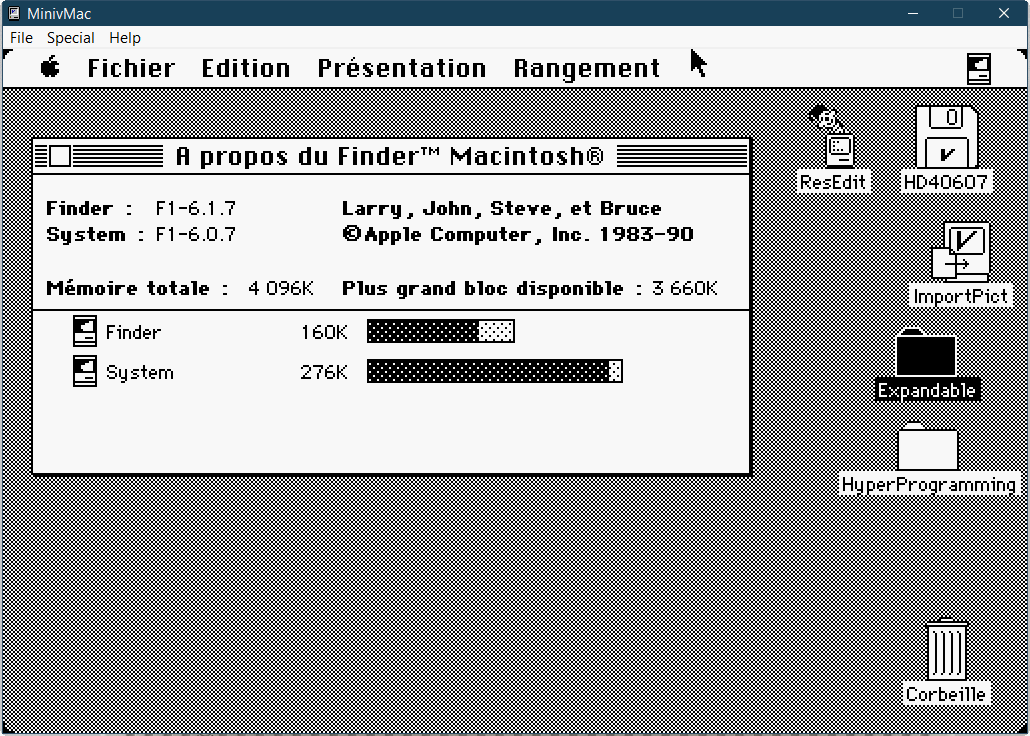 MinivMac
File Special Help
Fichier Edition Présentation Rangement
A propos du Finder™ Macintosh®
Finder : F1-6.1.7
Larry, John, Steve, et Bruce
System : F1-6.0.7
©Apple Computer, Inc. 1983-90
Mémoire totale : 4 096K
Plus grand bloc disponible : 3 660K
Finder 160K
System 276K
ResEdit
HD40607
ImportPict
Expandable
HyperProgramming
Corbeille